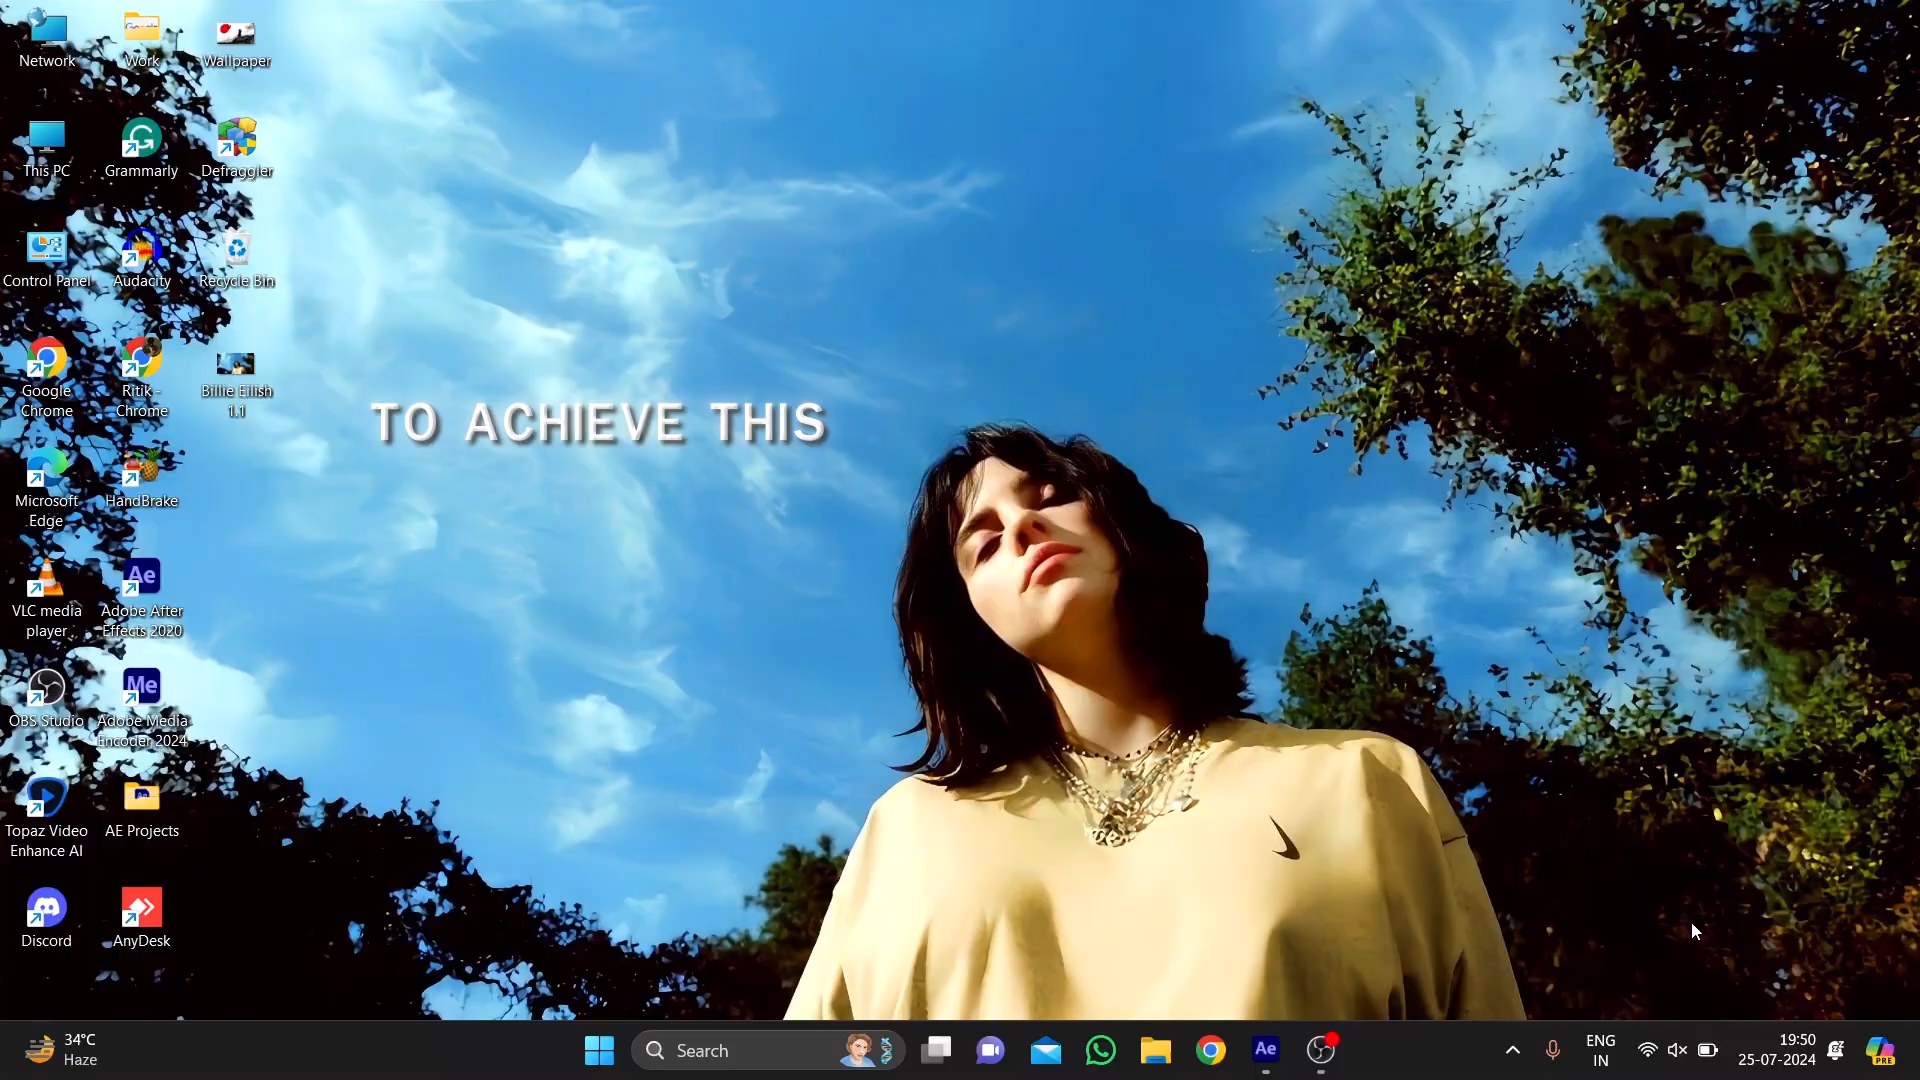 Network
Work
Wallpaper
This PC
Grammarly
Defraggler
Control Panel
Audacity
Recycle Bin
Google
Chrome
Ritik -
Chrome
Billie Eilish
1.1
TO ACHIEVE THIS
Microsoft
Edge
HandBrake
VLC media
player
Adobe After
Effects 2020
OBS Studio
Adobe Media
Encoder 2024
Topaz Video
Enhance AI
AE Projects
Discord
AnyDesk
34°C
Haze
Search
ENG
IN
19:50
25-07-2024
PRE